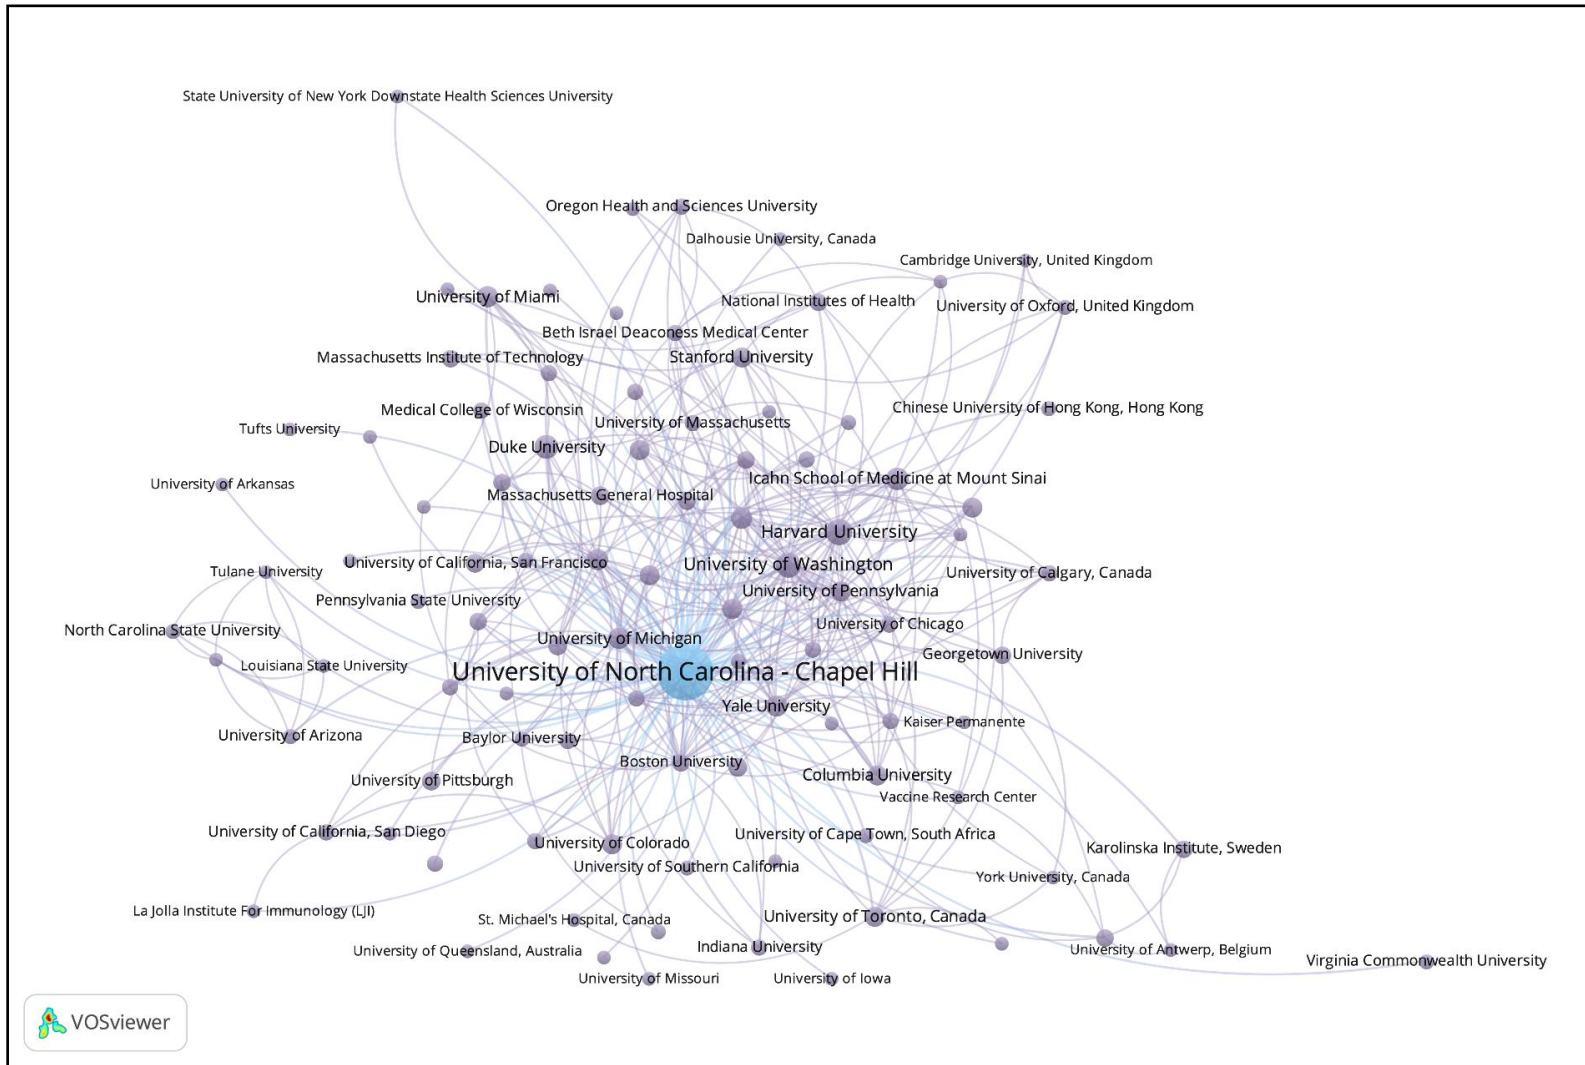 State University of New York Downstate Health Sciences University
Oregon Health and Sciences University
Dalhousie University, Canada
Cambridge University, United Kingdom
University of Miami
National Institutes of Health
University of Oxford, United Kingdom
Beth Israel Deaconess Medical Center
Massachusetts Institute of Technology
Stanford University
Medical College of Wisconsin
Chinese University of Hong Kong, Hong Kong
Tufts University
University of Massachusetts
Duke University
Icahn School of Medicine at Mount Sinai
University of Arkansas
Massachusetts General Hospital
Harvard University
University of California, San Francisco
University of Washington
Tulane University
University of Calgary, Canada
Pennsylvania State University
University of Pennsylvania
University of Chicago
North Carolina State University
University of Michigan
Georgetown University
Louisiana State University
University of North Carolina - Chapel Hill
Yale University
Kaiser Permanente
University of Arizona
Baylor University
Boston University
Columbia University
University of Pittsburgh
Vaccine Research Center
University of California, San Diego
University of Cape Town, South Africa
University of Colorado
Karolinska Institute, Sweden
University of Southern California
York University, Canada
La Jolla Institute For Immunology (LJI)
St. Michael's Hospital, Canada
University of Toronto, Canada
University of Queensland, Australia
Indiana University
University of Antwerp, Belgium
Virginia Commonwealth University
University of Missouri
University of Iowa
VOSviewer